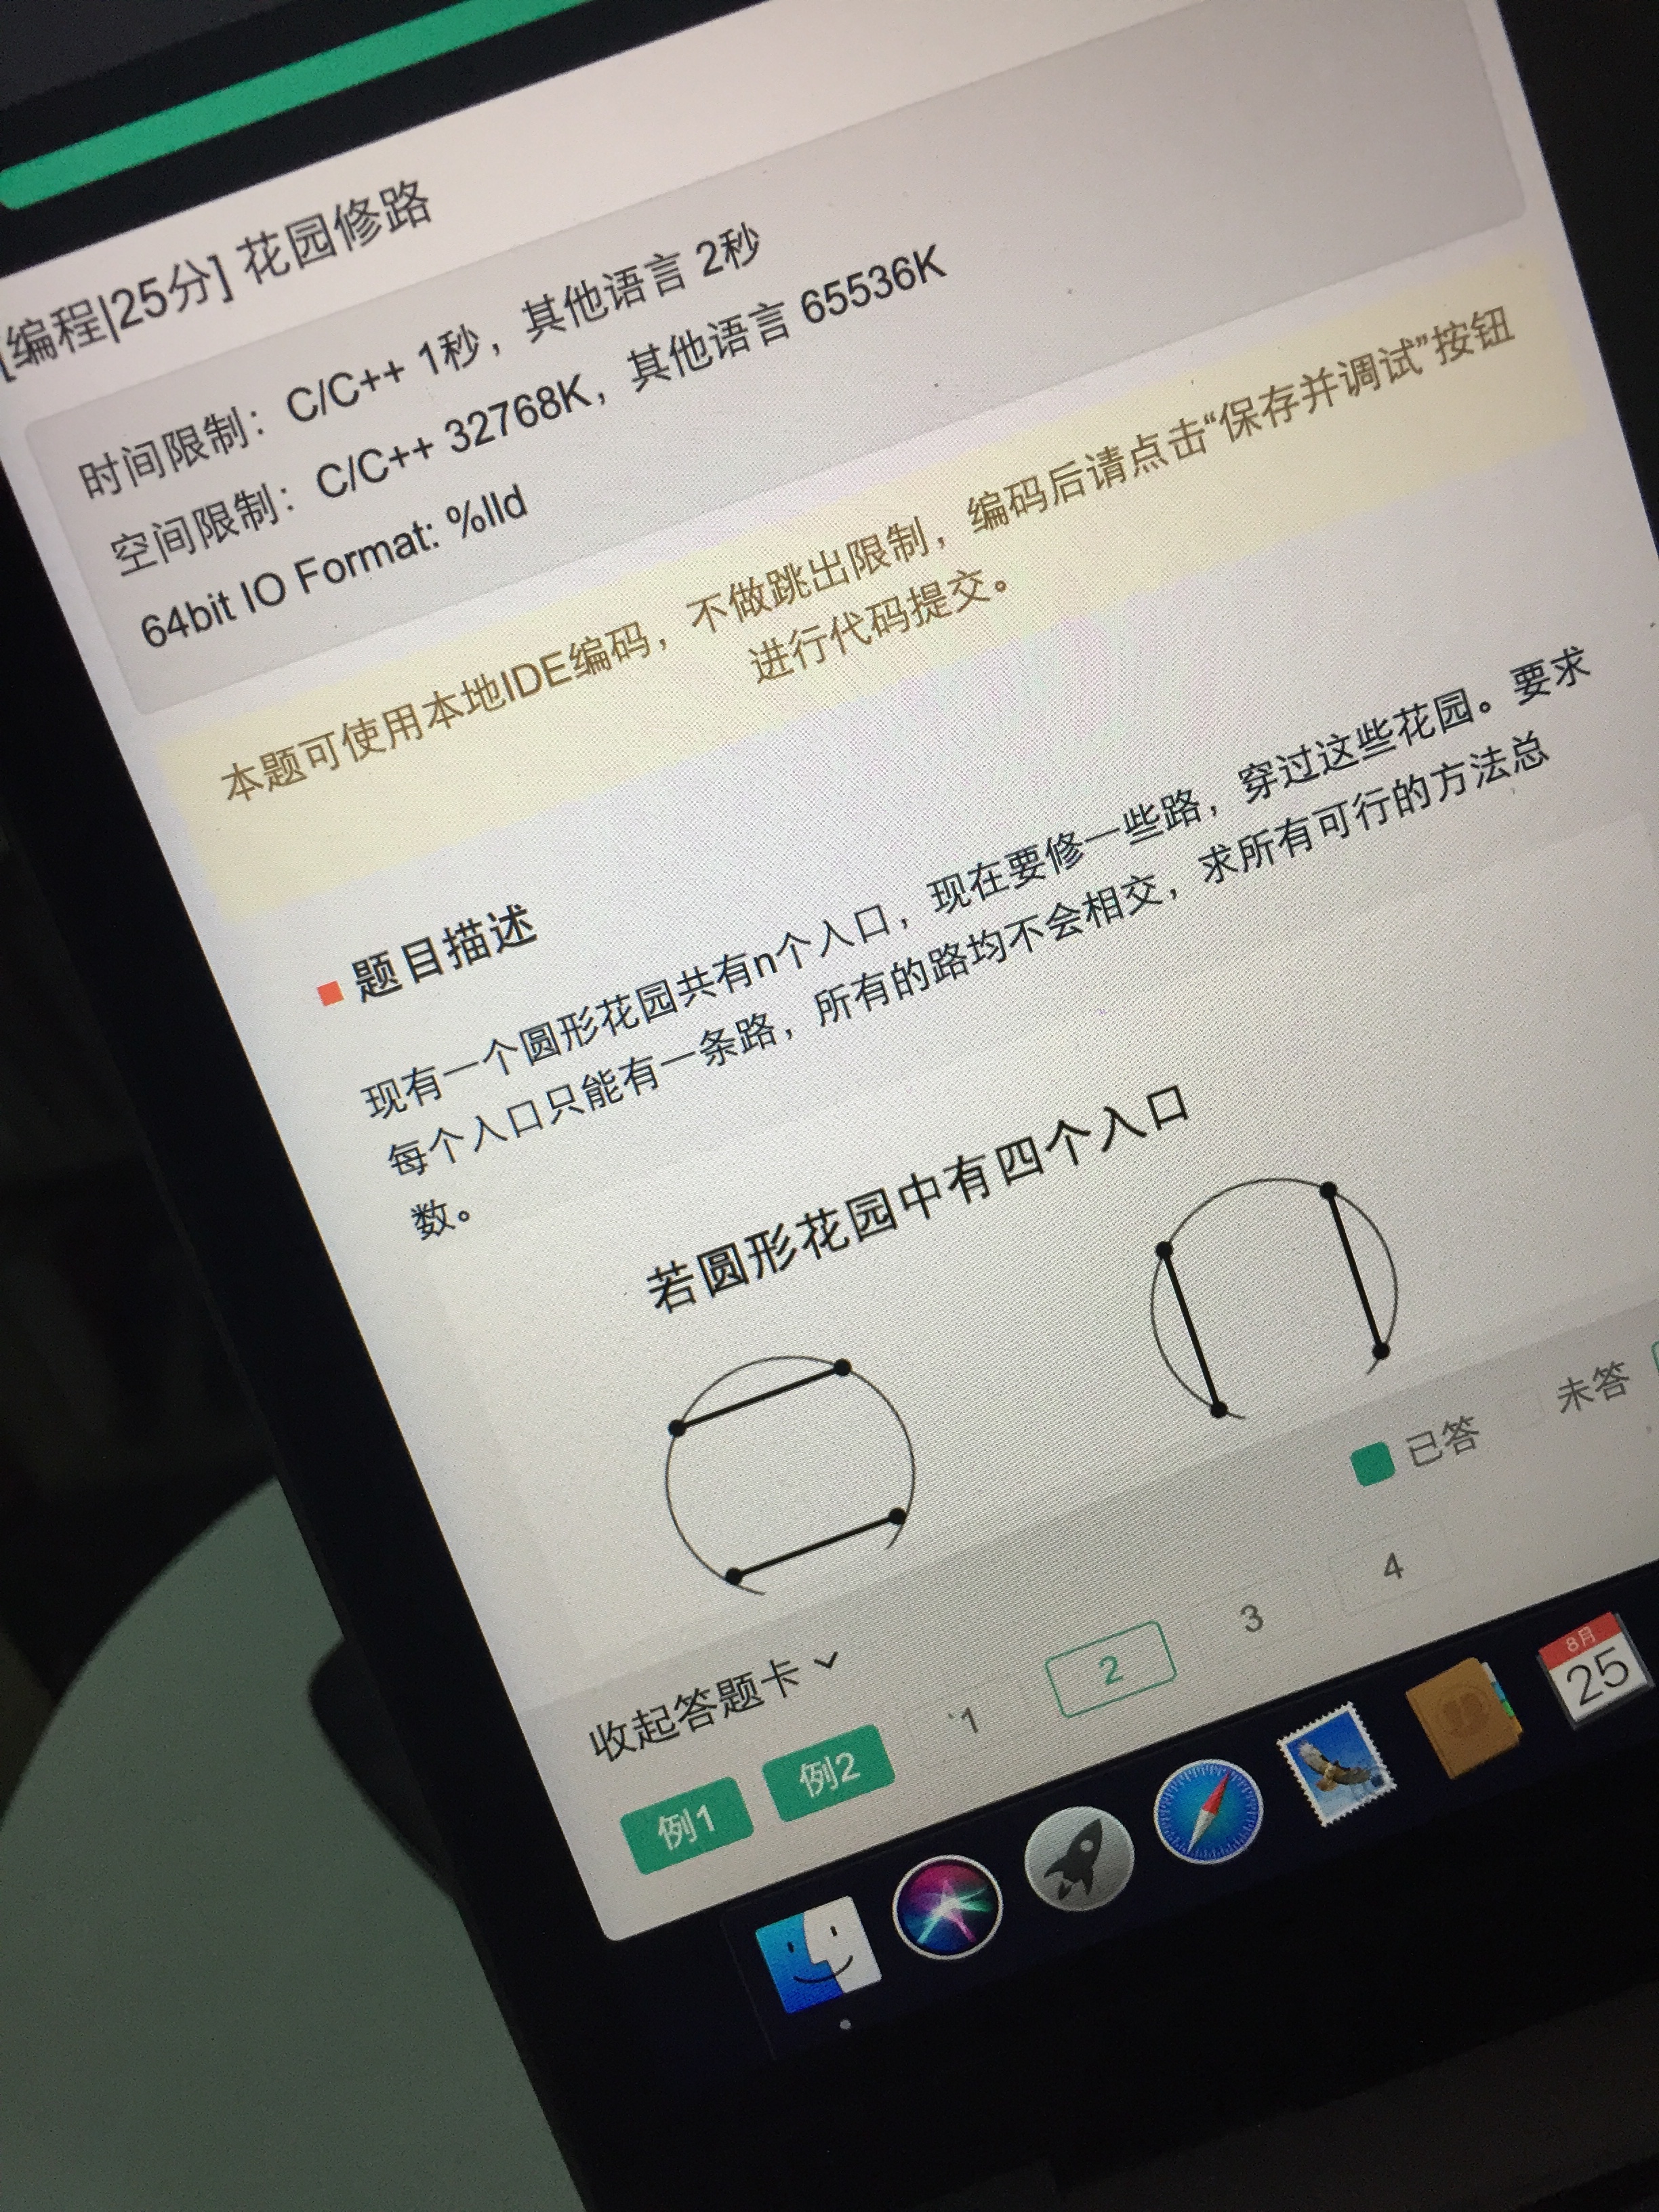 [编程|25分] 花园修路
时间限制：C/C++ 1秒，其他语言 2秒
空间限制：C/C++ 32768K，其他语言 65536K
64bit IO Format: %lld
本题可使用本地IDE编码，不做跳出限制，编码后请点击“保存并调试”按钮
进行代码提交。
题目描述
现有一个圆形花园共有n个入口，现在要修一些路，穿过这些花园。要求
每个入口只能有一条路，所有的路均不会相交，求所有可行的方法总
数。
若圆形花园中有四个入口
已答 未答
收起答题卡
例1 例2 1 2 3 4
8月
25